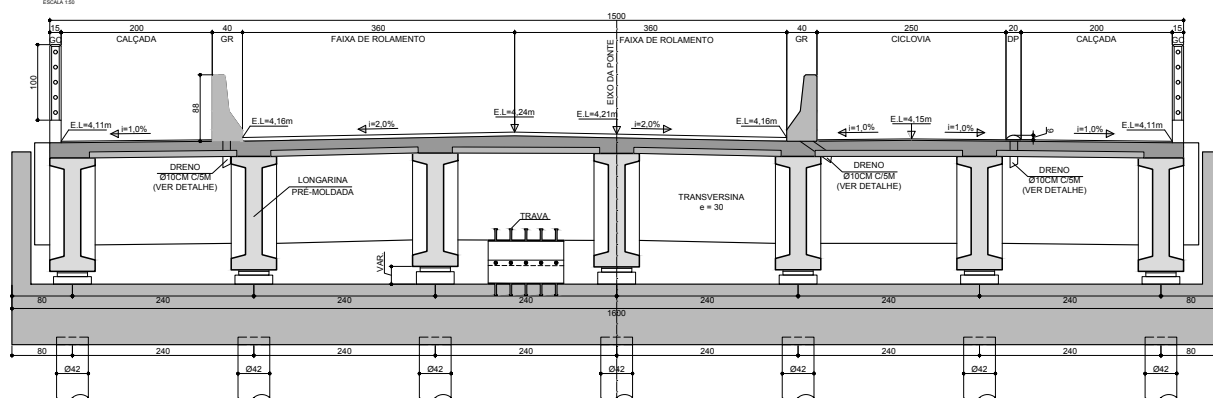 ESCALA 1:50
1500
15 200 40 360 360 40 250 20 200 15
GC CALÇADA GR FAIXA DE ROLAMENTO FAIXA DE ROLAMENTO GR CICLOVIA DP CALÇADA GC
EIXO DA PONTE
100
88
E.L=4,11m
i=1,0%
E.L=4,16m
i=2,0%
E.L=4,24m
E.L=4,21m
i=2,0%
E.L=4,16m
i=1,0%
E.L=4,15m
i=1,0%
6
i=1,0%
E.L=4,11m
DRENO
Ø10CM C/5M
(VER DETALHE)
LONGARINA
PRÉ-MOLDADA
TRAVA
TRANSVERSINA
e = 30
DRENO
Ø10CM C/5M
(VER DETALHE)
DRENO
Ø10CM C/5M
(VER DETALHE)
VAR.
80 240 240 240 240 240 240 80
1600
80 240 240 240 240 240 240 80
Ø42 Ø42 Ø42 Ø42 Ø42 Ø42 Ø42